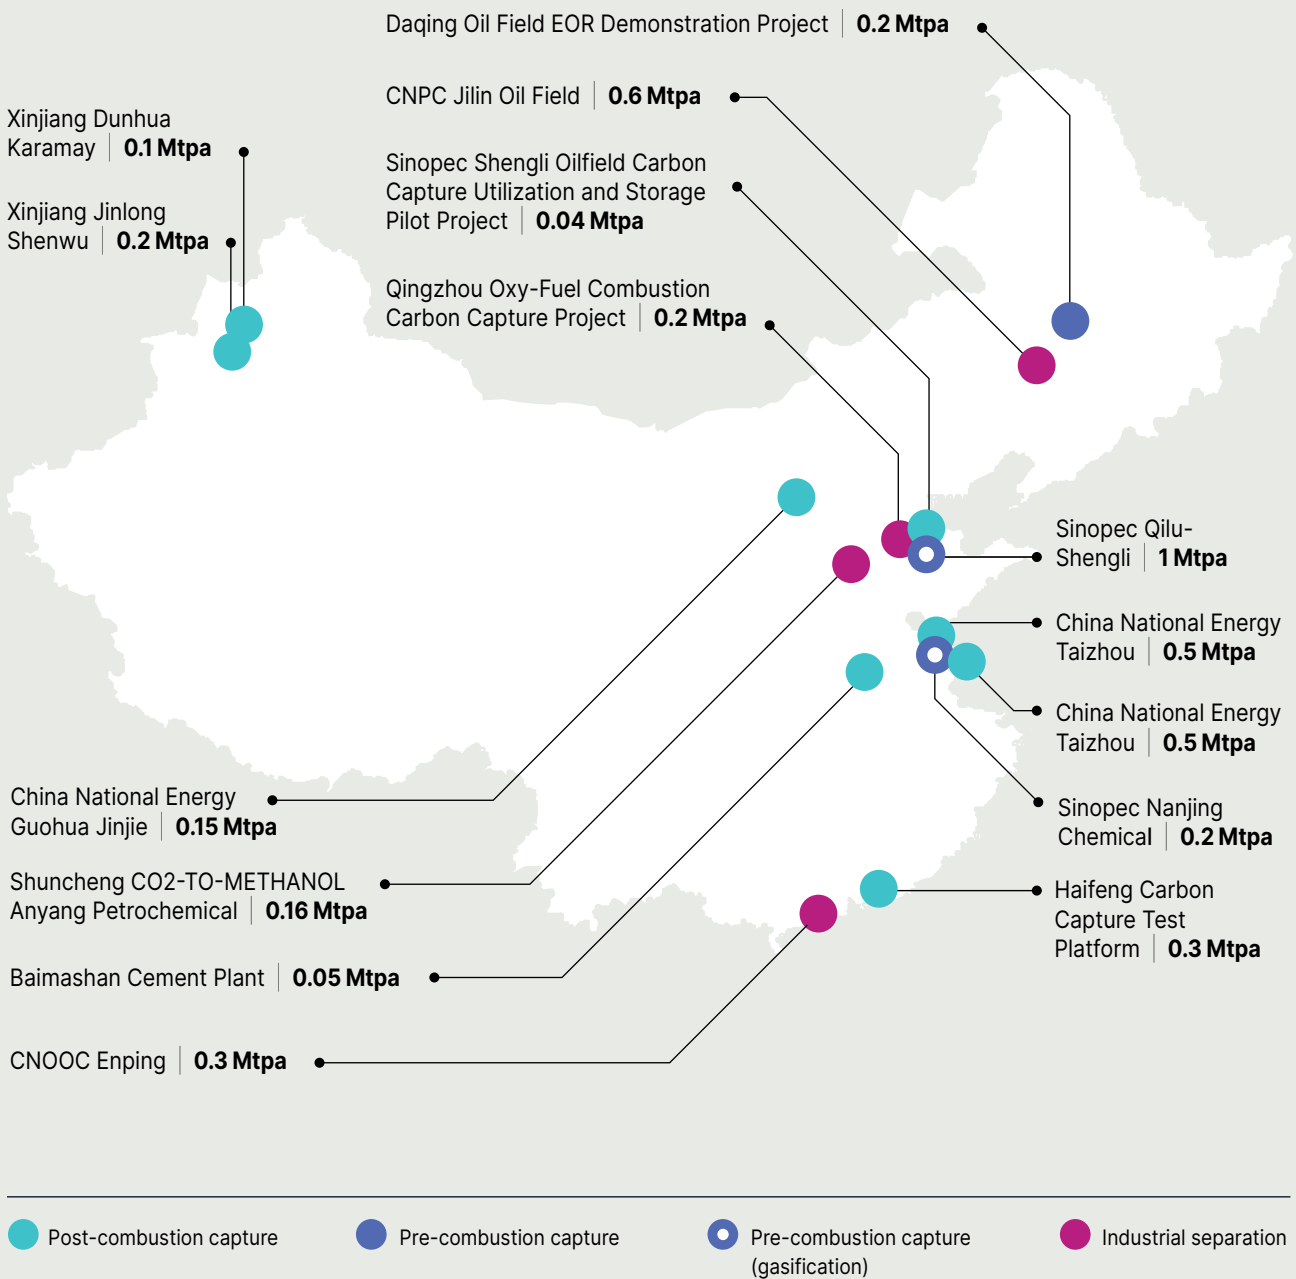 Daqing Oil Field EOR Demonstration Project | 0.2 Mtpa
CNPC Jilin Oil Field | 0.6 Mtpa
Xinjiang Dunhua
Karamay | 0.1 Mtpa
Sinopec Shengli Oilfield Carbon
Capture Utilization and Storage
Pilot Project | 0.04 Mtpa
Xinjiang Jinlong
Shenwu | 0.2 Mtpa
Qingzhou Oxy-Fuel Combustion
Carbon Capture Project | 0.2 Mtpa
Sinopec Qilu-
Shengli | 1 Mtpa
China National Energy
Taizhou | 0.5 Mtpa
China National Energy
Taizhou | 0.5 Mtpa
China National Energy
Guohua Jinjie | 0.15 Mtpa
Sinopec Nanjing
Chemical | 0.2 Mtpa
Shuncheng CO2-TO-METHANOL
Anyang Petrochemical | 0.16 Mtpa
Haifeng Carbon
Capture Test
Platform | 0.3 Mtpa
Baimashan Cement Plant | 0.05 Mtpa
CNOOC Enping | 0.3 Mtpa
Post-combustion capture
Pre-combustion capture
Pre-combustion capture
(gasification)
Industrial separation